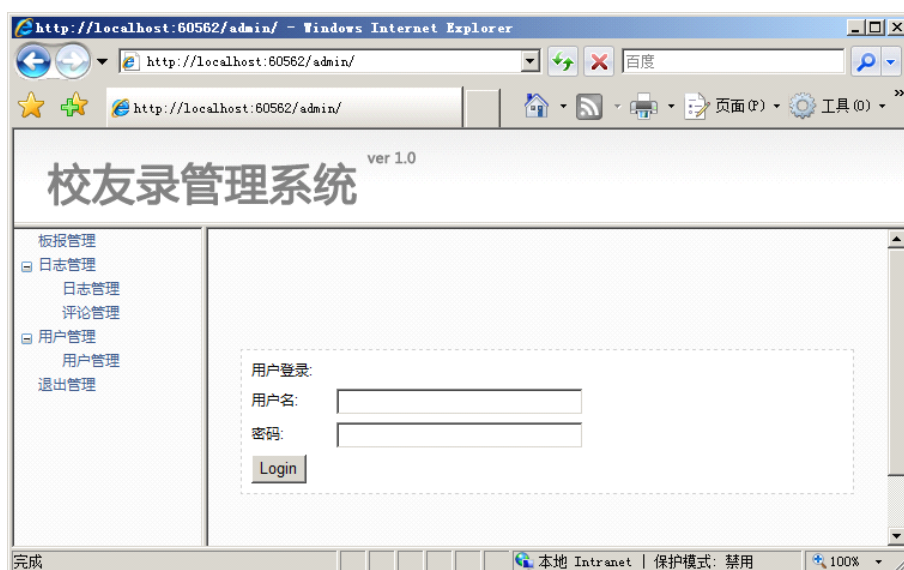 http://localhost:60562/admin/ - Windows Internet Explorer
http://localhost:60562/admin/
百度
http://localhost:60562/admin/
页面(P)
工具(O)
»
校友录管理系统 ver 1.0
板报管理
日志管理
日志管理
评论管理
用户管理
用户管理
退出管理
用户登录:
用户名:
密码:
Login
完成
本地 Intranet | 保护模式: 禁用
100%